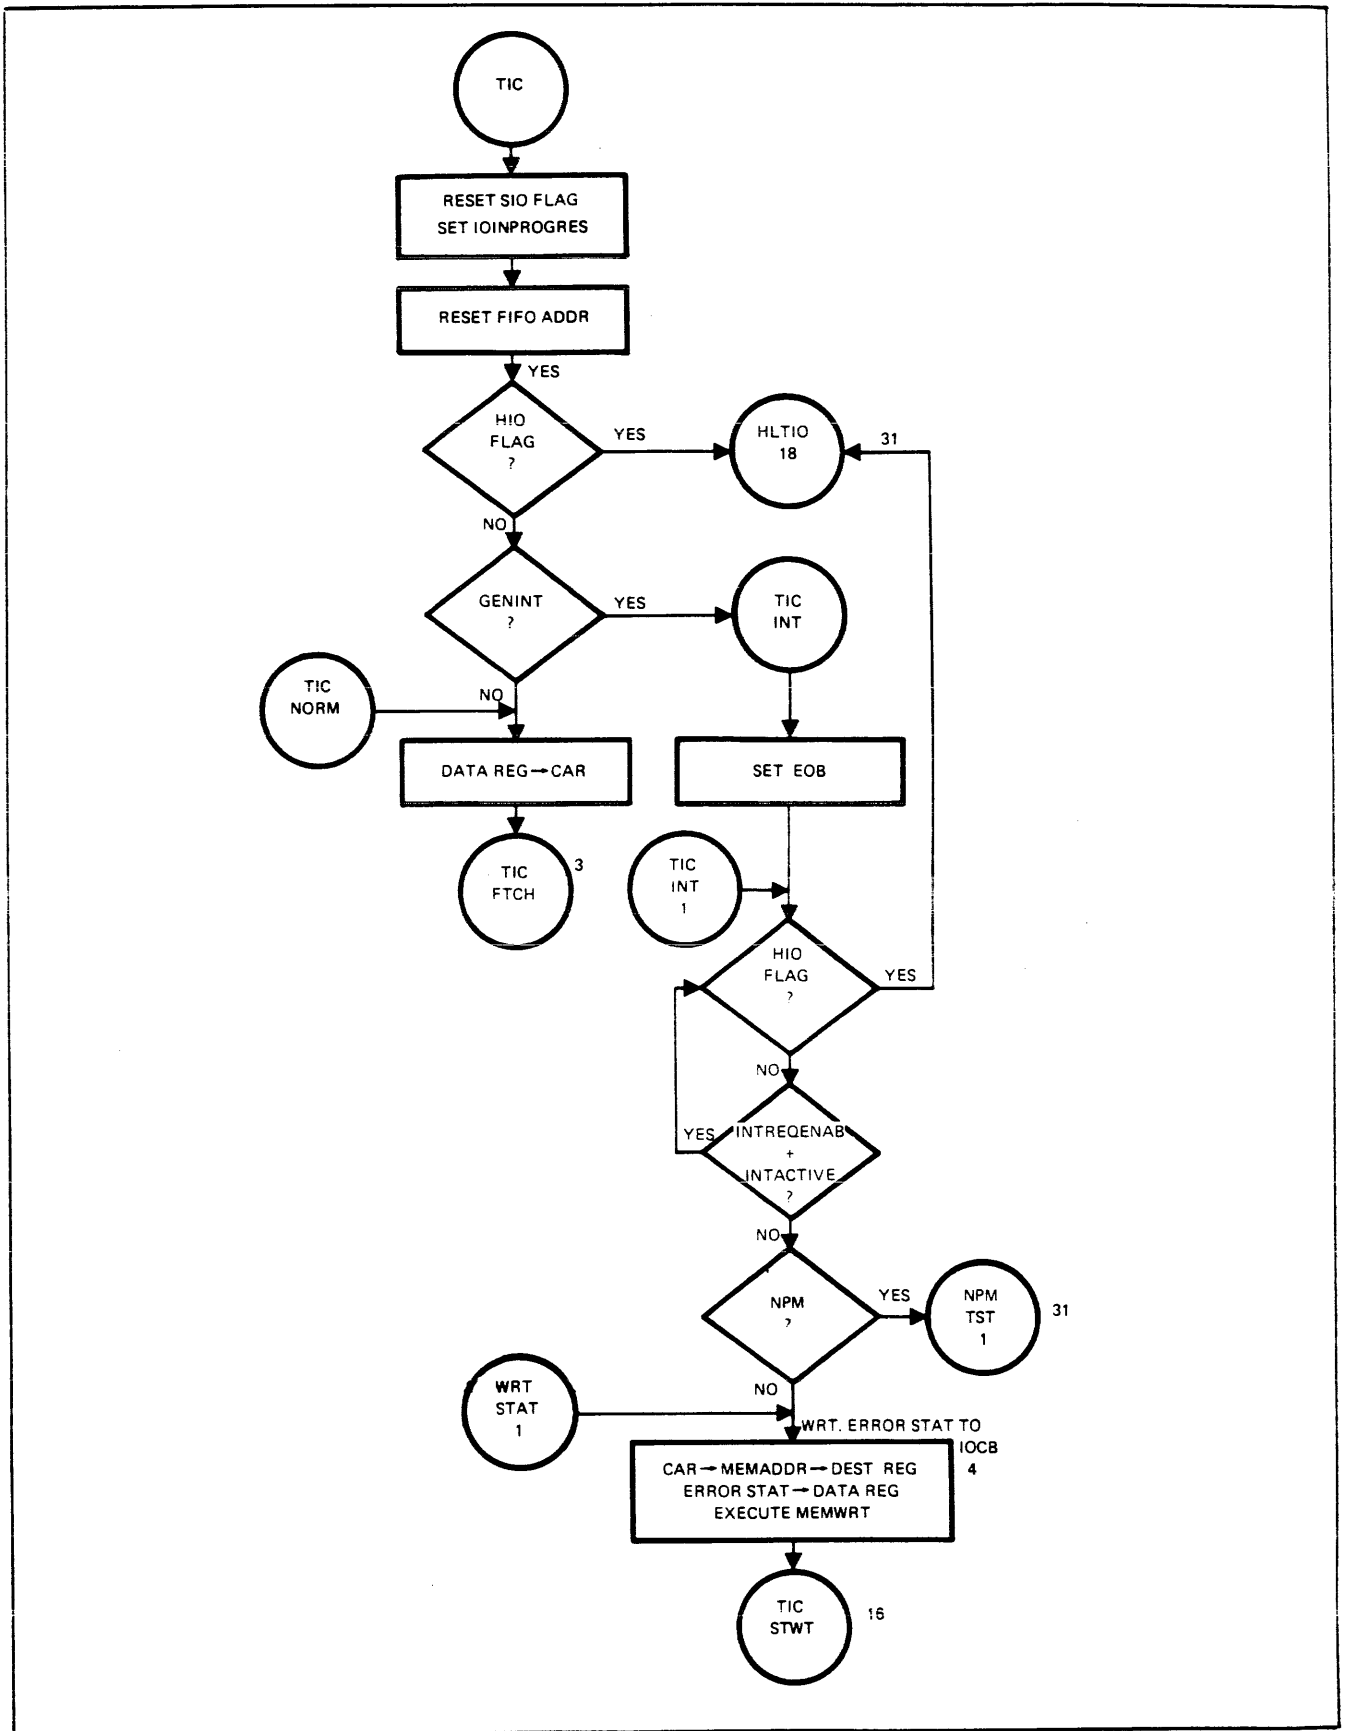 TIC
RESET SIO FLAG
SET IOINPROGRES
RESET FIFO ADDR
YES
HIO
FLAG
?
YES
HLTIO
18
31
NO
GENINT
?
YES
TIC
INT
TIC
NORM
NO
DATA REG→CAR
SET EOB
TIC
FTCH
3
TIC
INT
1
HIO
FLAG
?
YES
NO
YES
INTREQENAB
+
INTACTIVE
?
NO
NPM
?
YES
NPM
TST
1
31
WRT
STAT
1
NO
WRT. ERROR STAT TO
IOCB
4
CAR→MEMADDR→DEST REG
ERROR STAT→DATA REG
EXECUTE MEMWRT
TIC
STWT
16